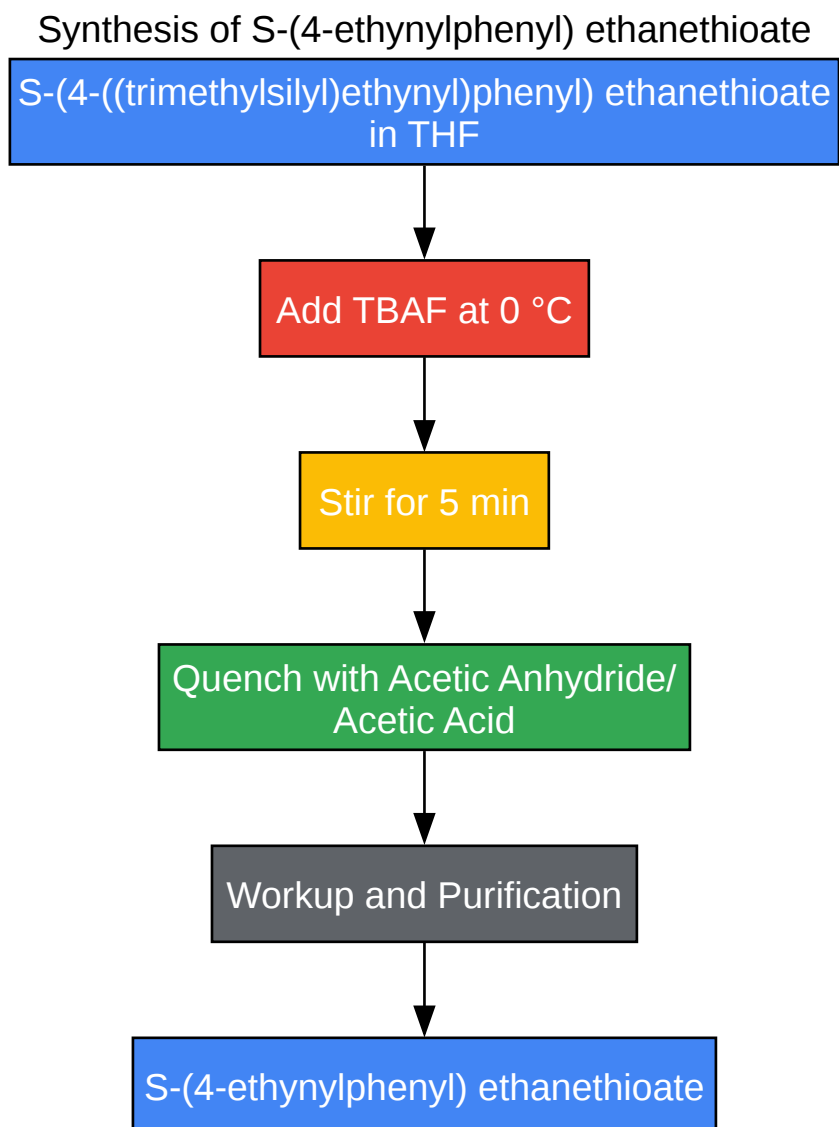 Synthesis of S-(4-ethynylphenyl) ethanethioate
S-(4-((trimethylsilyl)ethynyl)phenyl) ethanethioate
in THF
Add TBAF at 0 °C
Stir for 5 min
Quench with Acetic Anhydride/
Acetic Acid
Workup and Purification
S-(4-ethynylphenyl) ethanethioate